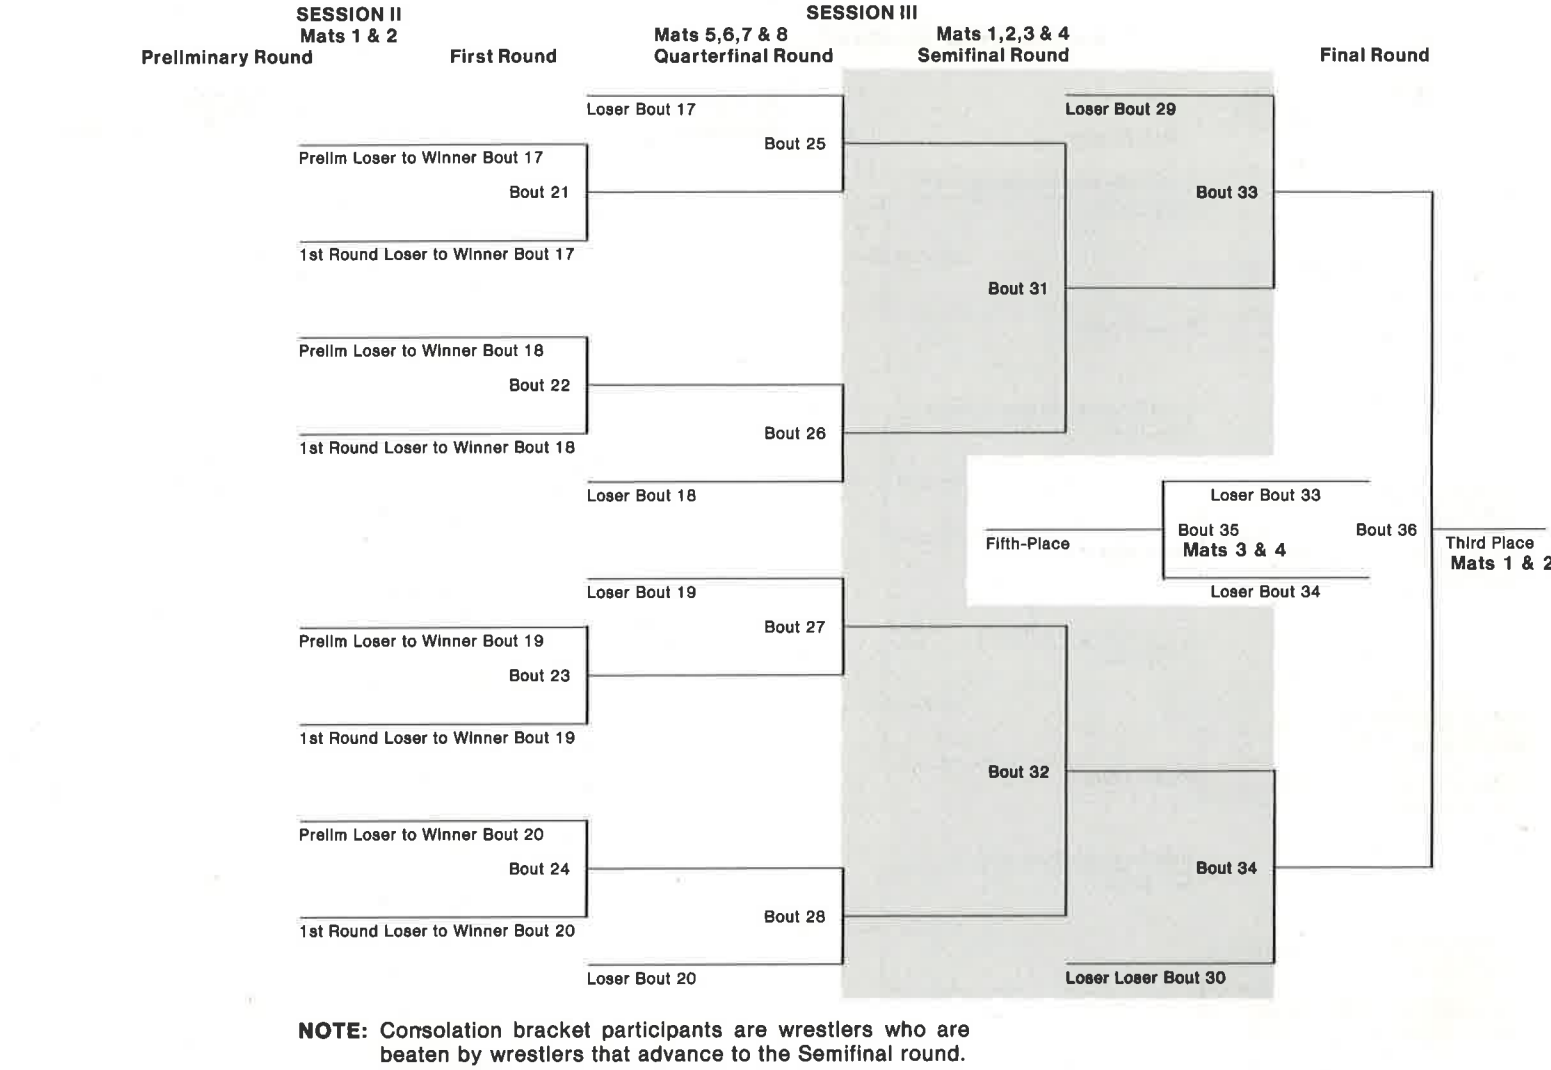 SESSION II
SESSION III
Mats 1 & 2
Mats 5,6,7 & 8
Mats 1,2,3 & 4
Preliminary Round
First Round
Quarterfinal Round
Semifinal Round
Final Round
Loser Bout 17
Loser Bout 29
Bout 25
Prelim Loser to Winner Bout 17
Bout 21
Bout 33
1st Round Loser to Winner Bout 17
Bout 31
Prelim Loser to Winner Bout 18
Bout 22
Bout 26
1st Round Loser to Winner Bout 18
Loser Bout 18
Loser Bout 33
Bout 35
Bout 36
Fifth-Place
Mats 3 & 4
Third Place
Mats 1 & 2
Loser Bout 19
Loser Bout 34
Bout 27
Prelim Loser to Winner Bout 19
Bout 23
1st Round Loser to Winner Bout 19
Bout 32
Prelim Loser to Winner Bout 20
Bout 24
Bout 34
Bout 28
1st Round Loser to Winner Bout 20
Loser Bout 20
Loser Loser Bout 30
NOTE: Consolation bracket participants are wrestlers who are
beaten by wrestlers that advance to the Semifinal round.